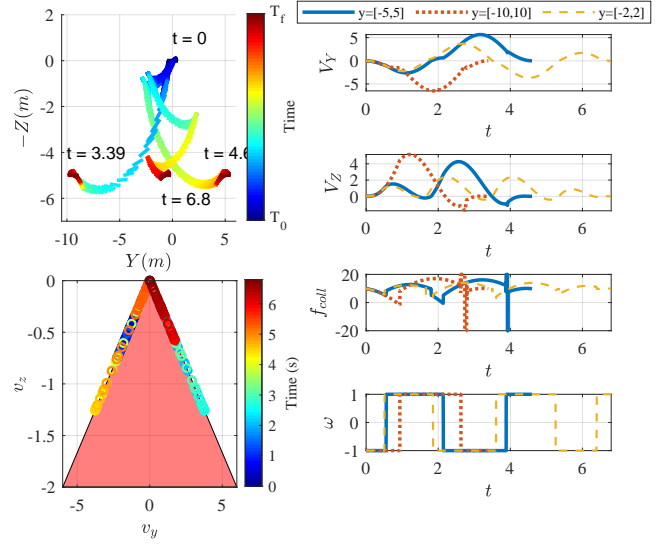 y=[-5,5] y=[-10,10] y=[-2,2]
2
0
-2
-4
-6
-Z(m)
t = 0
t = 3.39
t = 4.6
t = 6.8
-10 -5 0 5
Y(m)
T_f
T_0
Time
5
0
-5
V_Y
0 2 4 6
t
4
2
0
V_Z
0 2 4 6
t
20
0
-20
f_{coll}
0 2 4 6
t
1
0
-1
ω
0 2 4 6
t
0
-0.5
-1
-1.5
-2
v_z
-5 0 5
v_y
6
5
4
3
2
1
0
Time (s)